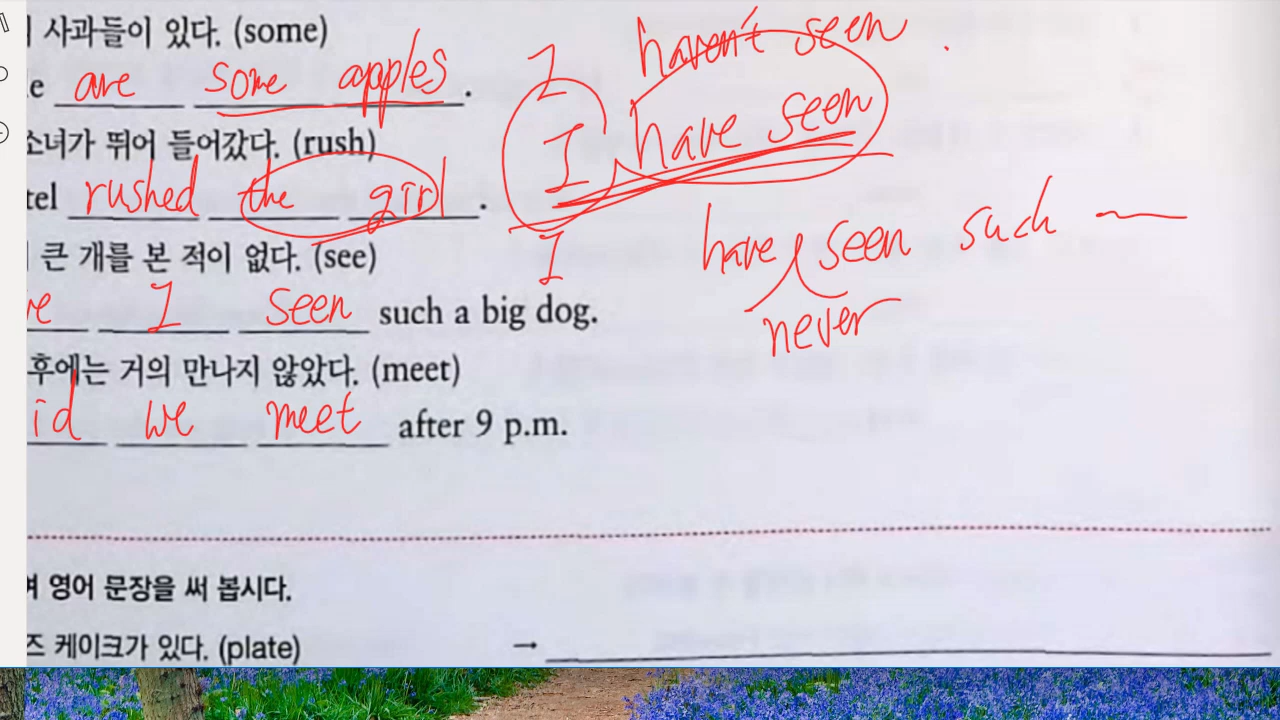 사과들이 있다. (some)
are some apples.
소녀가 뛰어 들어갔다. (rush)
tel rushed the girl.
큰 개를 본 적이 없다. (see)
I seen such a big dog.
후에는 거의 만나지 않았다. (meet)
id we meet after 9 p.m.
영어 문장을 써 봅시다.
즈 케이크가 있다. (plate) →
I haven't seen
I have seen
I have seen such
never